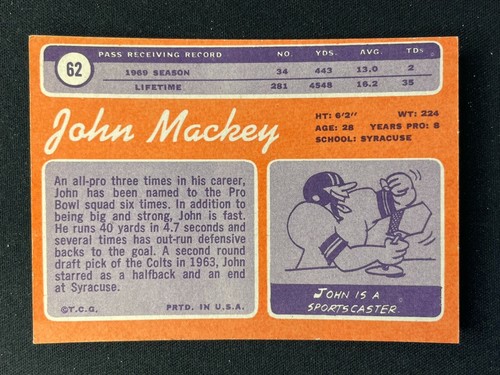 62
PASS RECEIVING RECORD NO. YDS. AVG. TDs
1969 SEASON 34 443 13.0 2
LIFETIME 281 4548 16.2 35
John Mackey
HT: 6'2" WT: 224
AGE: 28 YEARS PRO: 8
SCHOOL: SYRACUSE
An all-pro three times in his career,
John has been named to the Pro
Bowl squad six times. In addition to
being big and strong, John is fast.
He runs 40 yards in 4.7 seconds and
several times has out-run defensive
backs to the goal. A second round
draft pick of the Colts in 1963, John
starred as a halfback and an end
at Syracuse.
©T.C.G. PRTD. IN U.S.A.
JOHN IS A
SPORTSCASTER.